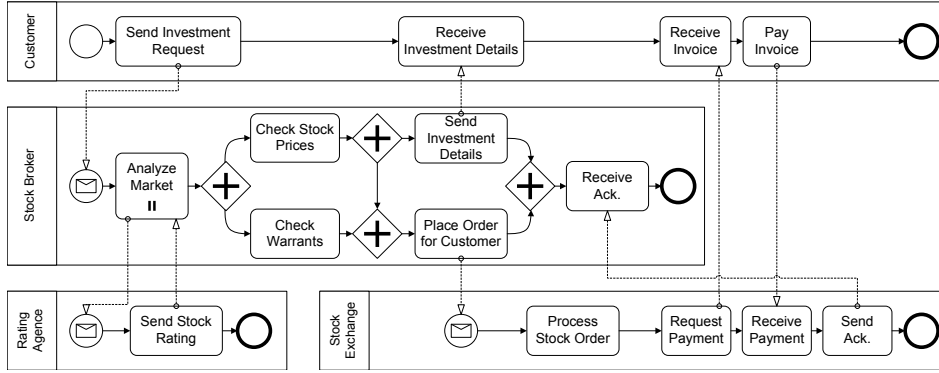 Customer
Send Investment
Request
Receive
Investment Details
Receive
Invoice
Pay
Invoice
Stock Broker
Analyze
Market
Check Stock
Prices
Check
Warrants
Send
Investment
Details
Place Order
for Customer
Receive
Ack.
Rating
Agence
Send Stock
Rating
Stock
Exchange
Process
Stock Order
Request
Payment
Receive
Payment
Send
Ack.